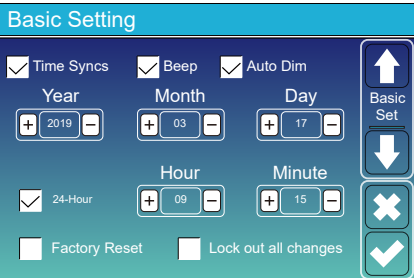 Basic Setting
Time Syncs Beep Auto Dim
Year Month Day
+ 2019 − + 03 − + 17 −
Basic
Set
Hour Minute
24-Hour + 09 − + 15 −
Factory Reset Lock out all changes